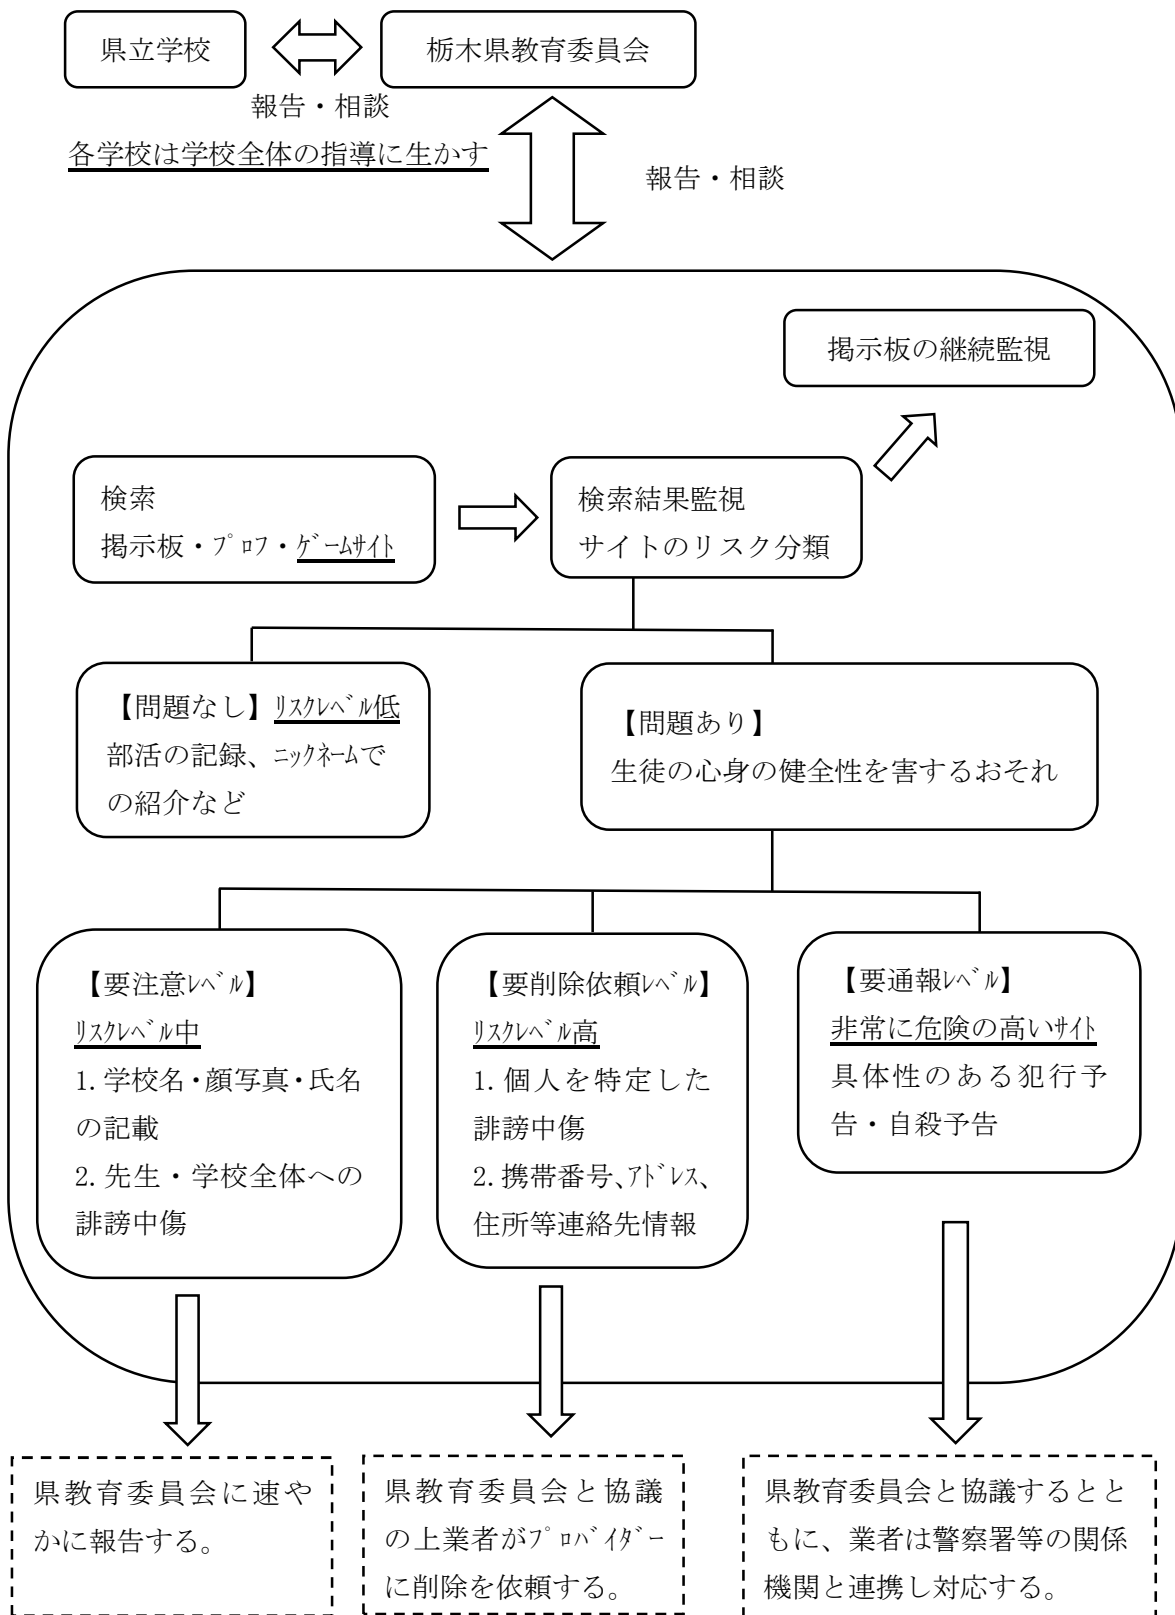 県立学校
栃木県教育委員会
報告・相談
各学校は学校全体の指導に生かす
報告・相談
掲示板の継続監視
検索
掲示板・ﾌﾟﾛﾌ・ｹﾞｰﾑｻｲﾄ
検索結果監視
サイトのリスク分類
【問題なし】ﾘｽｸﾚﾍﾞﾙ低
部活の記録、ﾆｯｸﾈｰﾑで
の紹介など
【問題あり】
生徒の心身の健全性を害するおそれ
【要注意ﾚﾍﾞﾙ】
ﾘｽｸﾚﾍﾞﾙ中
1. 学校名・顔写真・氏名
の記載
2. 先生・学校全体への
誹謗中傷
【要削除依頼ﾚﾍﾞﾙ】
ﾘｽｸﾚﾍﾞﾙ高
1. 個人を特定した
誹謗中傷
2. 携帯番号、ｱﾄﾞﾚｽ、
住所等連絡先情報
【要通報ﾚﾍﾞﾙ】
非常に危険の高いｻｲﾄ
具体性のある犯行予
告・自殺予告
県教育委員会に速や
かに報告する。
県教育委員会と協議
の上業者がﾌﾟﾛﾊﾞｲﾀﾞｰ
に削除を依頼する。
県教育委員会と協議するとと
もに、業者は警察署等の関係
機関と連携し対応する。